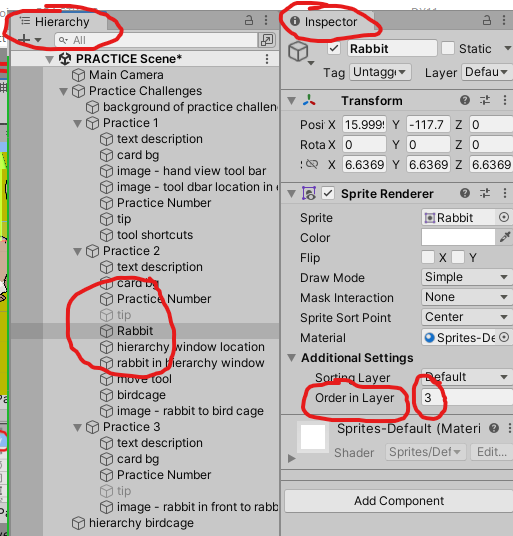 Hierarchy
All
PRACTICE Scene*
Main Camera
Practice Challenges
background of practice challen
Practice 1
text description
card bg
image - hand view tool bar
image - tool dbar location in e
Practice Number
tip
tool shortcuts
Practice 2
text description
card bg
Practice Number
tip
Rabbit
hierarchy window location
rabbit in hierarchy window
move tool
birdcage
image - rabbit to bird cage
Practice 3
text description
card bg
Practice Number
tip
image - rabbit in front to rabb
hierarchy birdcage
Inspector
Rabbit Static
Tag Untagge Layer Defau
Transform
Posi X 15.999 Y -117.7 Z 0
Rota X 0 Y 0 Z 0
X 6.6369 Y 6.6369 Z 6.6369
Sprite Renderer
Sprite Rabbit
Color
Flip X Y
Draw Mode Simple
Mask Interaction None
Sprite Sort Point Center
Material Sprites-De
Additional Settings
Sorting Layer Default
Order in Layer 3
Sprites-Default (Materi
Shader Sprites/Def Edit...
Add Component